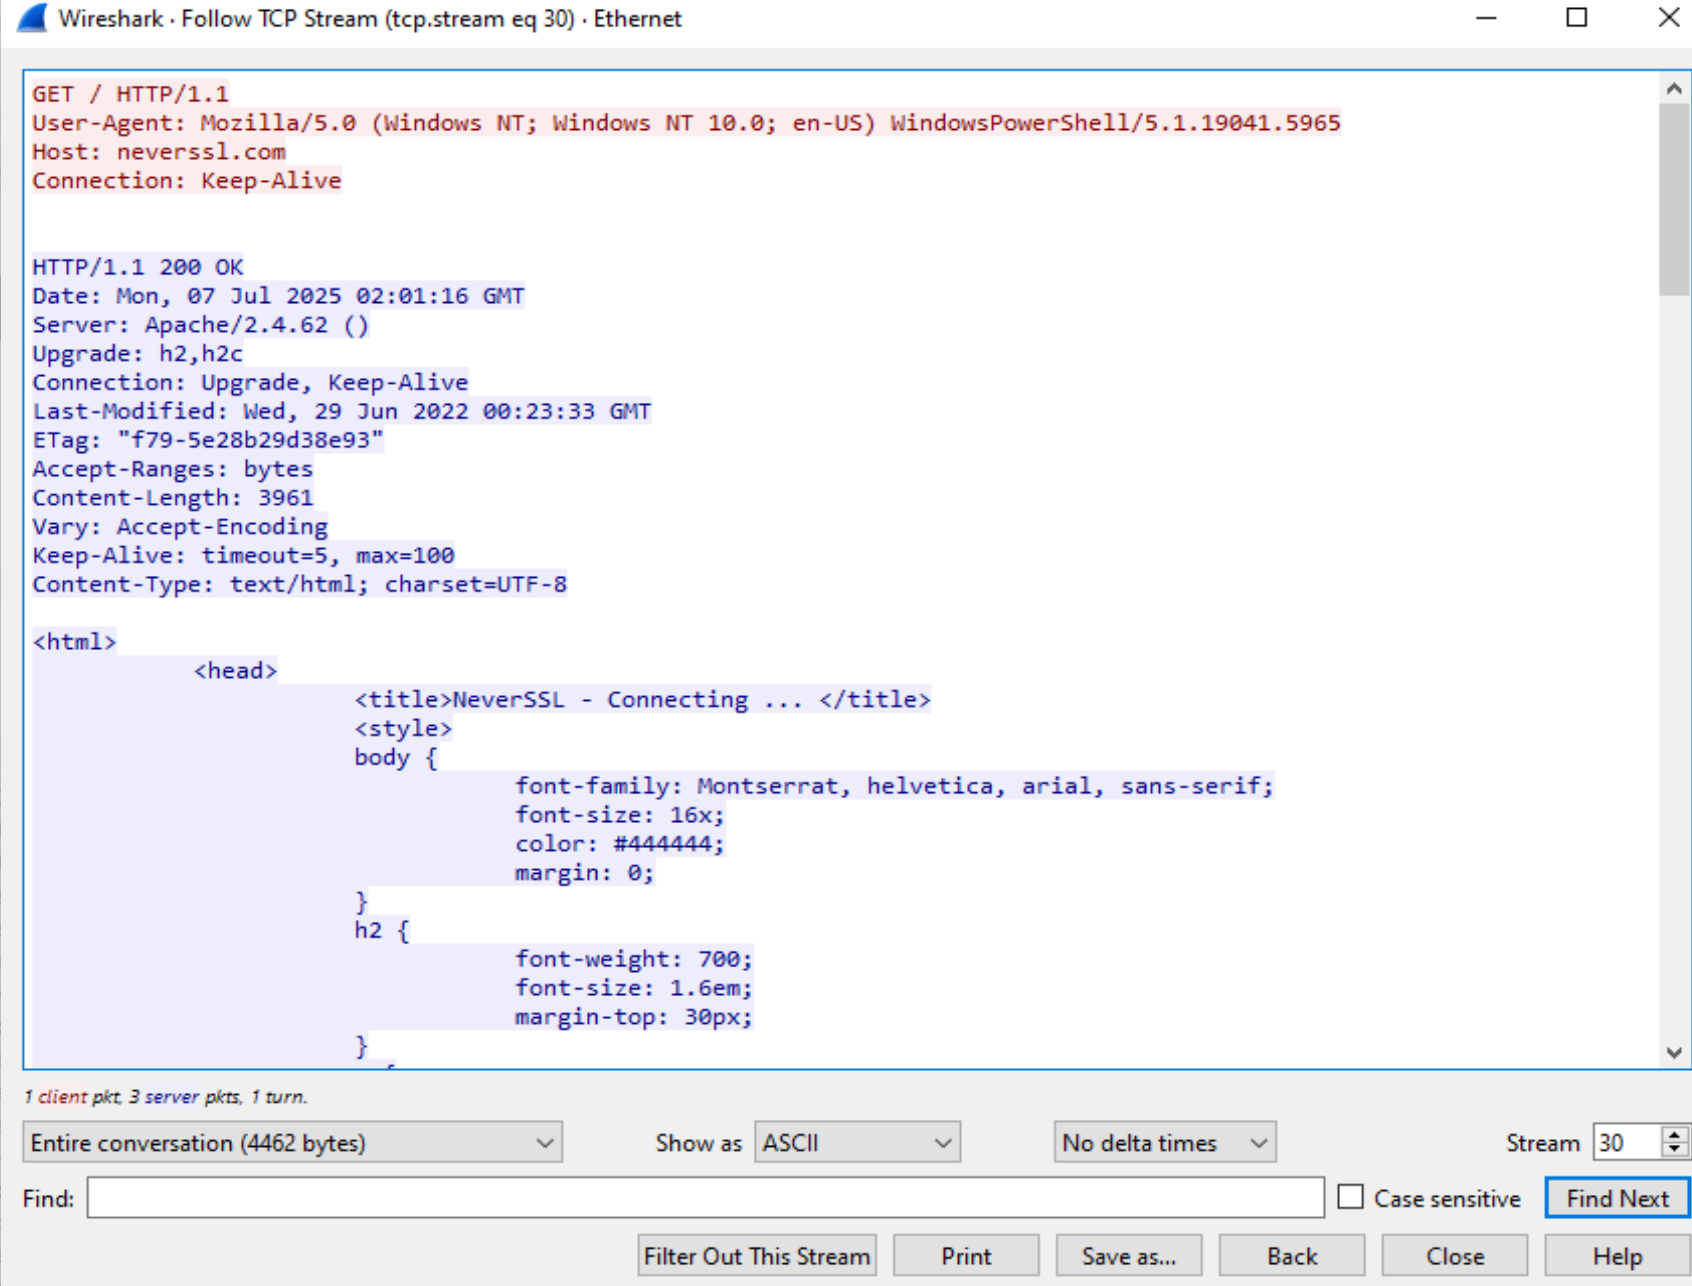 Wireshark · Follow TCP Stream (tcp.stream eq 30) · Ethernet
GET / HTTP/1.1
User-Agent: Mozilla/5.0 (Windows NT; Windows NT 10.0; en-US) WindowsPowerShell/5.1.19041.5965
Host: neverssl.com
Connection: Keep-Alive
HTTP/1.1 200 OK
Date: Mon, 07 Jul 2025 02:01:16 GMT
Server: Apache/2.4.62 ()
Upgrade: h2,h2c
Connection: Upgrade, Keep-Alive
Last-Modified: Wed, 29 Jun 2022 00:23:33 GMT
ETag: "f79-5e28b29d38e93"
Accept-Ranges: bytes
Content-Length: 3961
Vary: Accept-Encoding
Keep-Alive: timeout=5, max=100
Content-Type: text/html; charset=UTF-8
<html>
<head>
<title>NeverSSL - Connecting ... </title>
<style>
body {
font-family: Montserrat, helvetica, arial, sans-serif;
font-size: 16x;
color: #444444;
margin: 0;
}
h2 {
font-weight: 700;
font-size: 1.6em;
margin-top: 30px;
}
1 client pkt, 3 server pkts, 1 turn.
Entire conversation (4462 bytes) Show as ASCII No delta times Stream 30
Find: Case sensitive Find Next
Filter Out This Stream Print Save as... Back Close Help